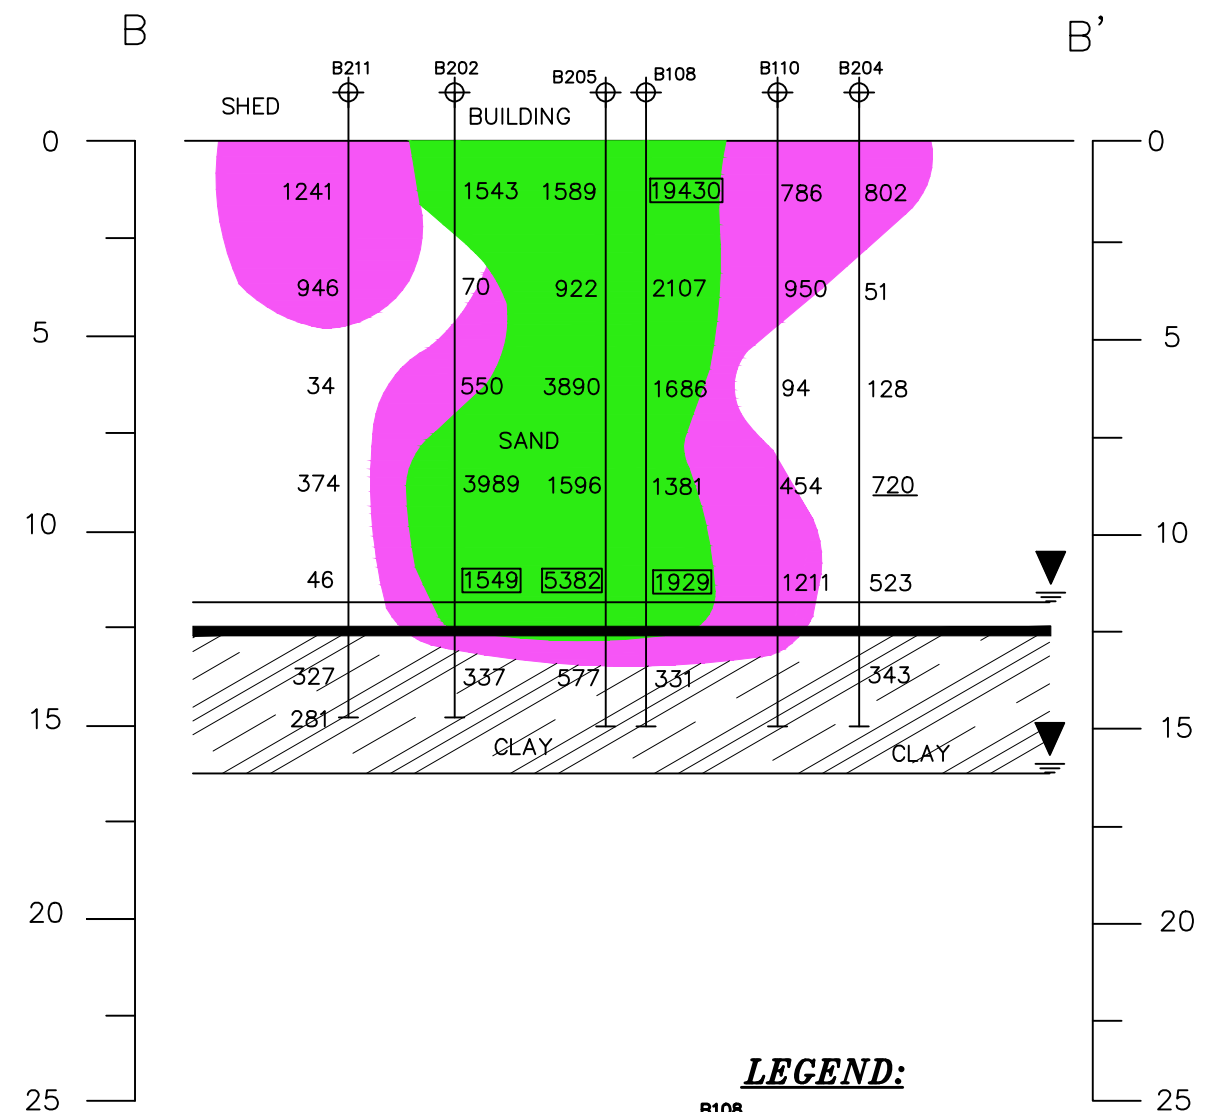 B B'
B211 B202 B205 B108 B110 B204
SHED BUILDING
0 0
1241 1543 1589 19430 786 802
946 70 922 2107 950 51
5 5
34 550 3890 1686 94 128
SAND
374 3989 1596 1381 454 720
10 10
46 1549 5382 1929 1211 523
327 337 577 331 343
15 281 15
CLAY CLAY
20 20
LEGEND:
25 B108 25